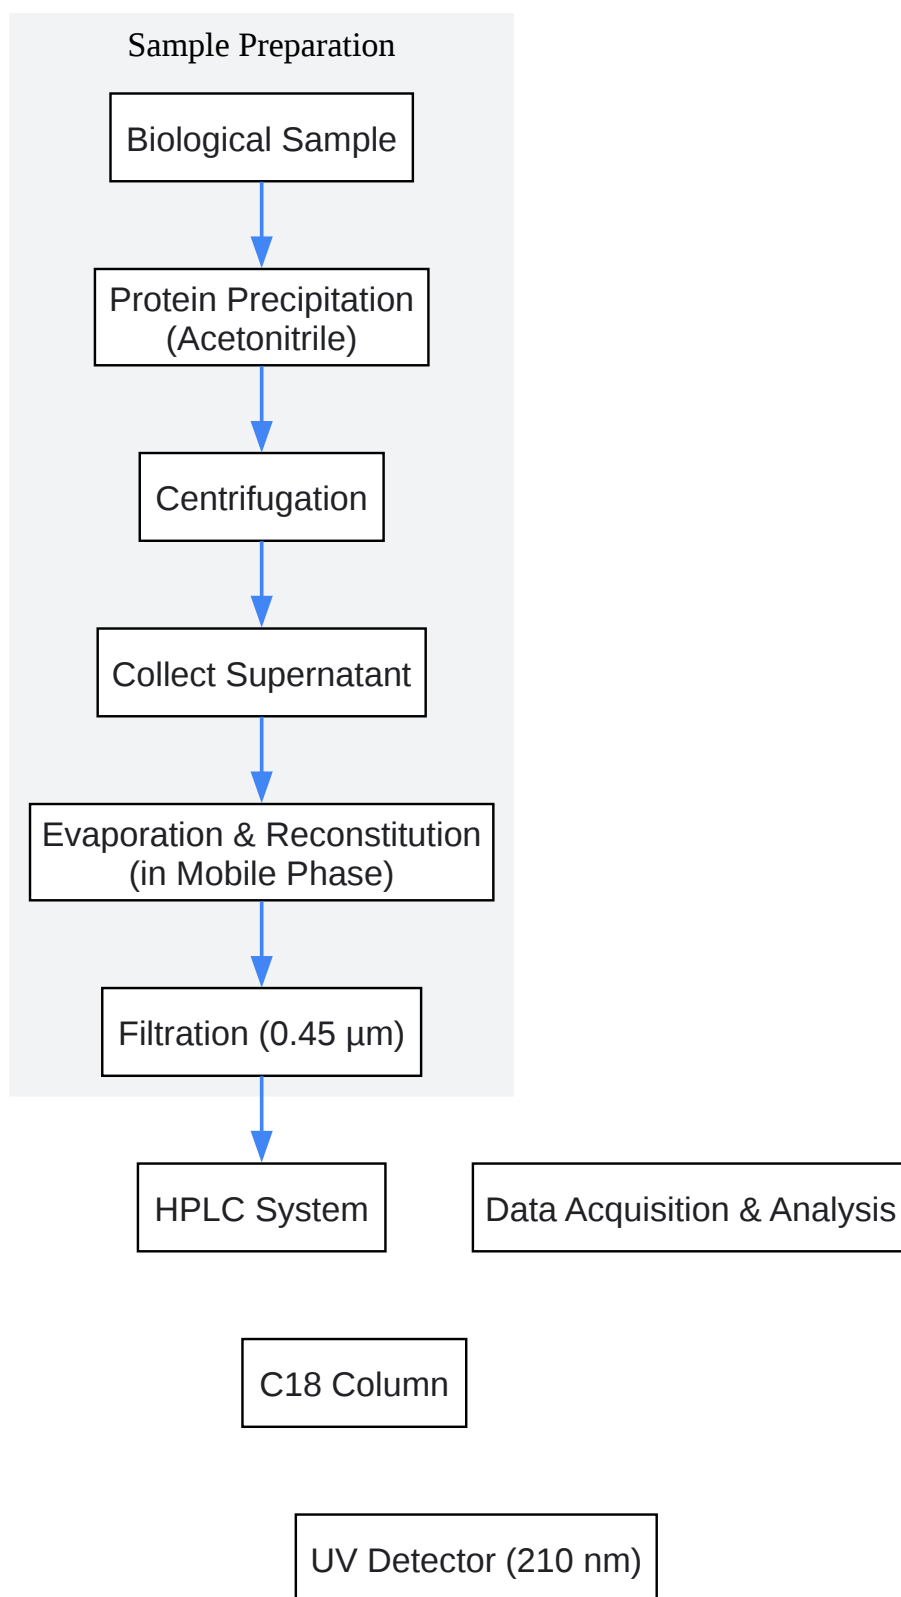 Sample Preparation
Biological Sample
Protein Precipitation
(Acetonitrile)
Centrifugation
Collect Supernatant
Evaporation & Reconstitution
(in Mobile Phase)
Filtration (0.45 µm)
HPLC System
Data Acquisition & Analysis
C18 Column
UV Detector (210 nm)